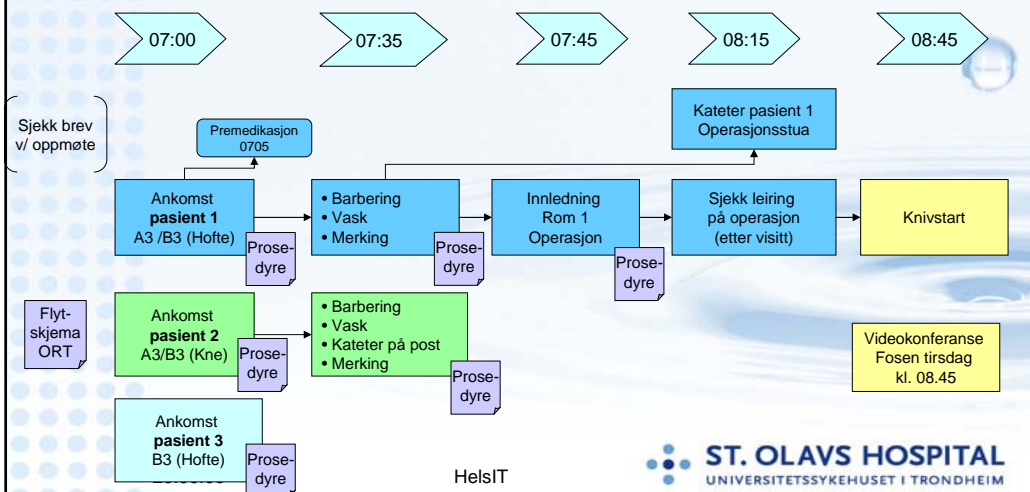 07:00
07:35
07:45
08:15
08:45
Sjekk brev
v/ oppmøte
Premedikasjon
0705
Kateter pasient 1
Operasjonsstua
Ankomst
pasient 1
A3 /B3 (Hofte)
Prose-
dyre
• Barbering
• Vask
• Merking
Prose-
dyre
Innledning
Rom 1
Operasjon
Prose-
dyre
Sjekk leiring
på operasjon
(etter visitt)
Knivstart
Flyt-
skjema
ORT
Ankomst
pasient 2
A3/B3 (Kne)
Prose-
dyre
• Barbering
• Vask
• Kateter på post
• Merking
Prose-
dyre
Videokonferanse
Fosen tirsdag
kl. 08.45
Ankomst
pasient 3
B3 (Hofte)
Prose-
dyre
HelsIT
ST. OLAVS HOSPITAL
UNIVERSITETSSYKEHUSET I TRONDHEIM